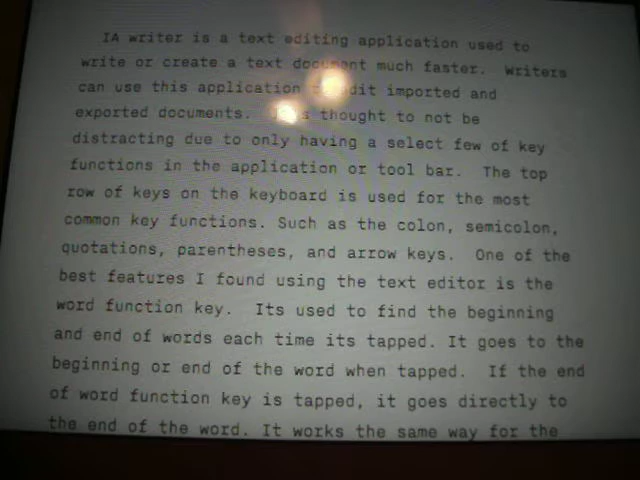 IA writer is a text editing application used to
write or create a text document much faster. Writers
can use this application to edit imported and
exported documents. thought to not be
distracting due to only having a select few of key
functions in the application or tool bar. The top
row of keys on the keyboard is used for the most
common key functions. Such as the colon, semicolon,
quotations, parentheses, and arrow keys. One of the
best features I found using the text editor is the
word function key. Its used to find the beginning
and end of words each time its tapped. It goes to the
beginning or end of the word when tapped. If the end
of word function key is tapped, it goes directly to
the end of the word. It works the same way for the